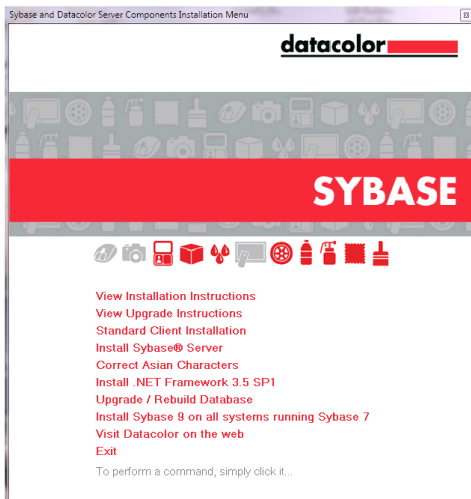 Sybase and Datacolor Server Components Installation Menu
datacolor
SYBASE
View Installation Instructions
View Upgrade Instructions
Standard Client Installation
Install Sybase® Server
Correct Asian Characters
Install .NET Framework 3.5 SP1
Upgrade / Rebuild Database
Install Sybase 9 on all systems running Sybase 7
Visit Datacolor on the web
Exit
To perform a command, simply click it...